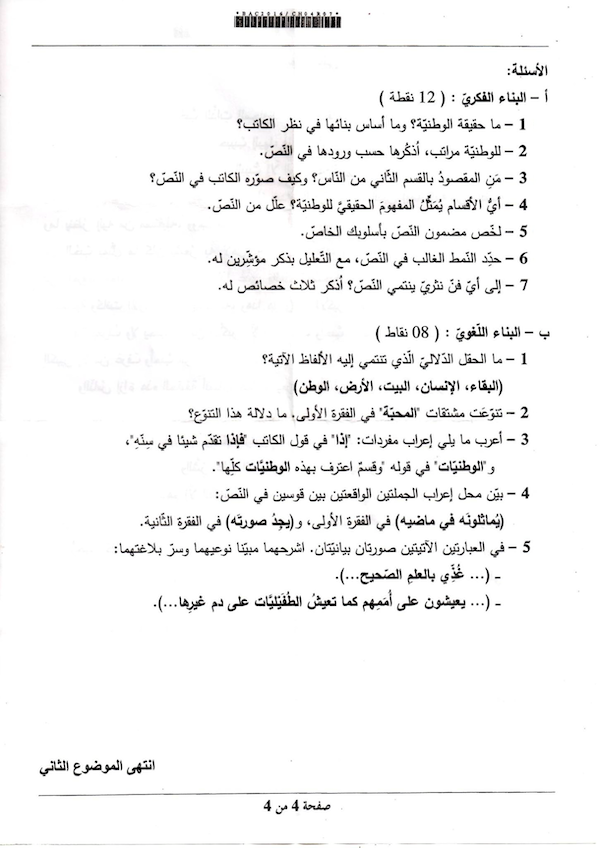 *BAC2016/CH04X07*
الأسئلة:
أ – البناء الفكريّ : ( 12 نقطة )
1 – ما حقيقة الوطنيّة؟ وما أساس بنائها في نظر الكاتب؟
2 – للوطنيّة مراتب، أذكُرها حسب ورودها في النّصّ.
3 – مَنِ المقصودُ بالقسم الثّاني من النّاس؟ وكيف صوّره الكاتب في النّصّ؟
4 – أيُّ الأقسام يُمَثِّلُ المفهومَ الحقيقيَّ للوطنيّة؟ علّل من النّصّ.
5 – لخّص مضمون النّصّ بأسلوبك الخاصّ.
6 – حدِّد النّمط الغالب في النّصّ، مع التّعليل بذكر مؤشِّرين له.
7 – إلى أيّ فنّ نثريّ ينتمي النّصّ؟ أذكر ثلاث خصائص له.
ب – البناء اللّغويّ : ( 08 نقاط )
1 – ما الحقل الدّلاليّ الّذي تنتمي إليه الألفاظ الآتية؟
(البقاء، الإنسان، البيت، الأرض، الوطن)
2 – تنوّعَت مشتقات "المحبّة" في الفقرة الأولى. ما دلالة هذا التنوّع؟
3 – أعرب ما يلي إعراب مفردات: "إذا" في قول الكاتب "فإذا تقدّم شيئا في سِنّهِ"،
و"الوطنيّات" في قوله "وقسمٌ اعترف بهذه الوطنيَّات كلِّها".
4 – بيّن محل إعراب الجملتين الواقعتين بين قوسين في النّصّ:
(يُماثلونَه في ماضيه) في الفقرة الأولى، و(يجِدُ صورتَه) في الفقرة الثّانية.
5 – في العبارتين الآتيتين صورتان بيانيّتان. اشرحهما مبيّنا نوعيهما وسرّ بلاغتهما:
ـ (... غُذِّي بالعلمِ الصّحيح...).
ـ (... يعيشون على أُمَمِهم كما تعيشُ الطُّفَيْليَّات على دم غيرِها...).
انتهى الموضوع الثاني
صفحة 4 من 4